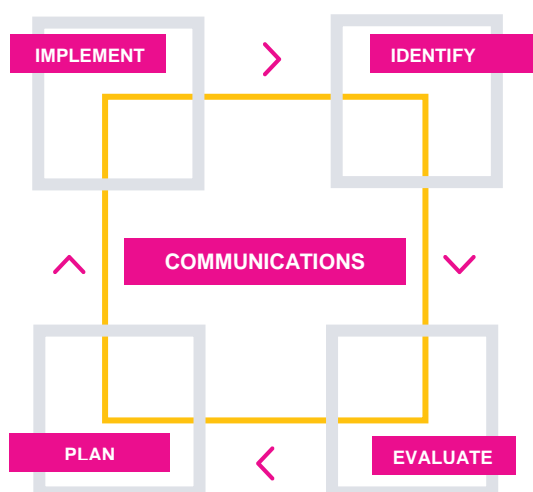 IMPLEMENT
IDENTIFY
COMMUNICATIONS
PLAN
EVALUATE